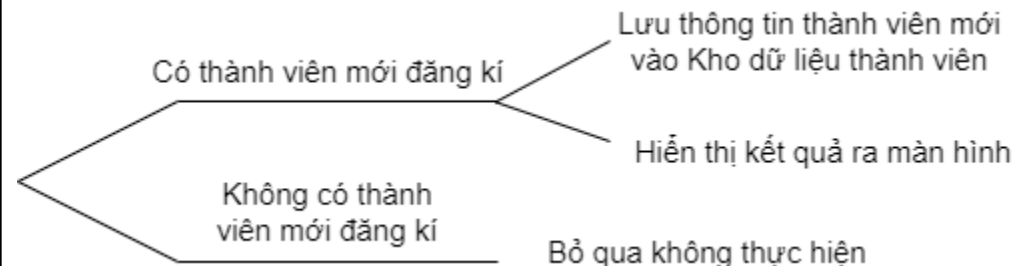 Lưu thông tin thành viên mới
vào Kho dữ liệu thành viên
Có thành viên mới đăng kí
Hiển thị kết quả ra màn hình
Không có thành
viên mới đăng kí
Bỏ qua không thực hiện